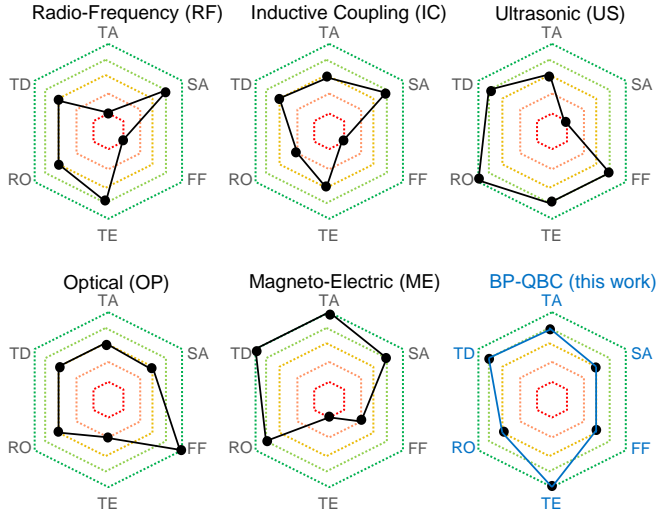 Radio-Frequency (RF)
TA
TD
SA
RO
FF
TE
Inductive Coupling (IC)
TA
TD
SA
RO
FF
TE
Ultrasonic (US)
TA
TD
SA
RO
FF
TE
Optical (OP)
TA
TD
SA
RO
FF
TE
Magneto-Electric (ME)
TA
TD
SA
RO
FF
TE
BP-QBC (this work)
TA
TD
SA
RO
FF
TE